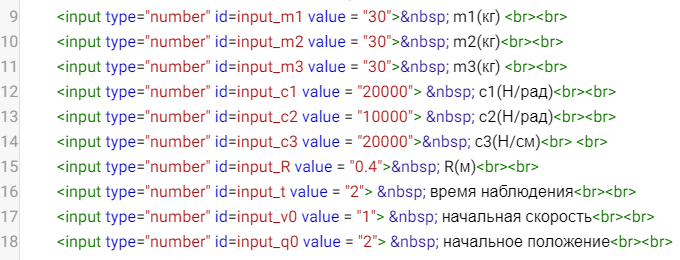 9 <input type="number" id=input_m1 value = "30">&nbsp; m1(кг) <br><br>
10 <input type="number" id=input_m2 value = "30">&nbsp; m2(кг) <br><br>
11 <input type="number" id=input_m3 value = "30">&nbsp; m3(кг) <br><br>
12 <input type="number" id=input_c1 value = "20000"> &nbsp; c1(Н/рад)<br><br>
13 <input type="number" id=input_c2 value = "10000"> &nbsp; c2(Н/рад)<br><br>
14 <input type="number" id=input_c3 value = "20000">&nbsp; c3(Н/см)<br> <br>
15 <input type="number" id=input_R value = "0.4">&nbsp; R(м)<br><br>
16 <input type="number" id=input_t value = "2"> &nbsp; время наблюдения<br><br>
17 <input type="number" id=input_v0 value = "1"> &nbsp; начальная скорость<br><br>
18 <input type="number" id=input_q0 value = "2"> &nbsp; начальное положение<br><br>